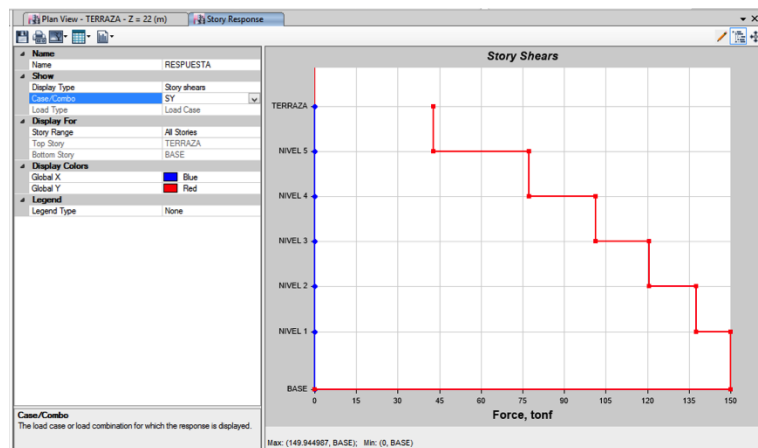 Plan View - TERRAZA - Z = 22 (m)
Story Response
Name
Name RESPUESTA
Show
Display Type Story shears
Case/Combo SY
Load Type Load Case
Display For
Story Range All Stories
Top Story TERRAZA
Bottom Story BASE
Display Colors
Global X Blue
Global Y Red
Legend
Legend Type None
Case/Combo
The load case or load combination for which the response is displayed.
Story Shears
TERRAZA
NIVEL 5
NIVEL 4
NIVEL 3
NIVEL 2
NIVEL 1
BASE
0 15 30 45 60 75 90 105 120 135 150
Force, tonf
Max: (149.944987, BASE); Min: (0, BASE)